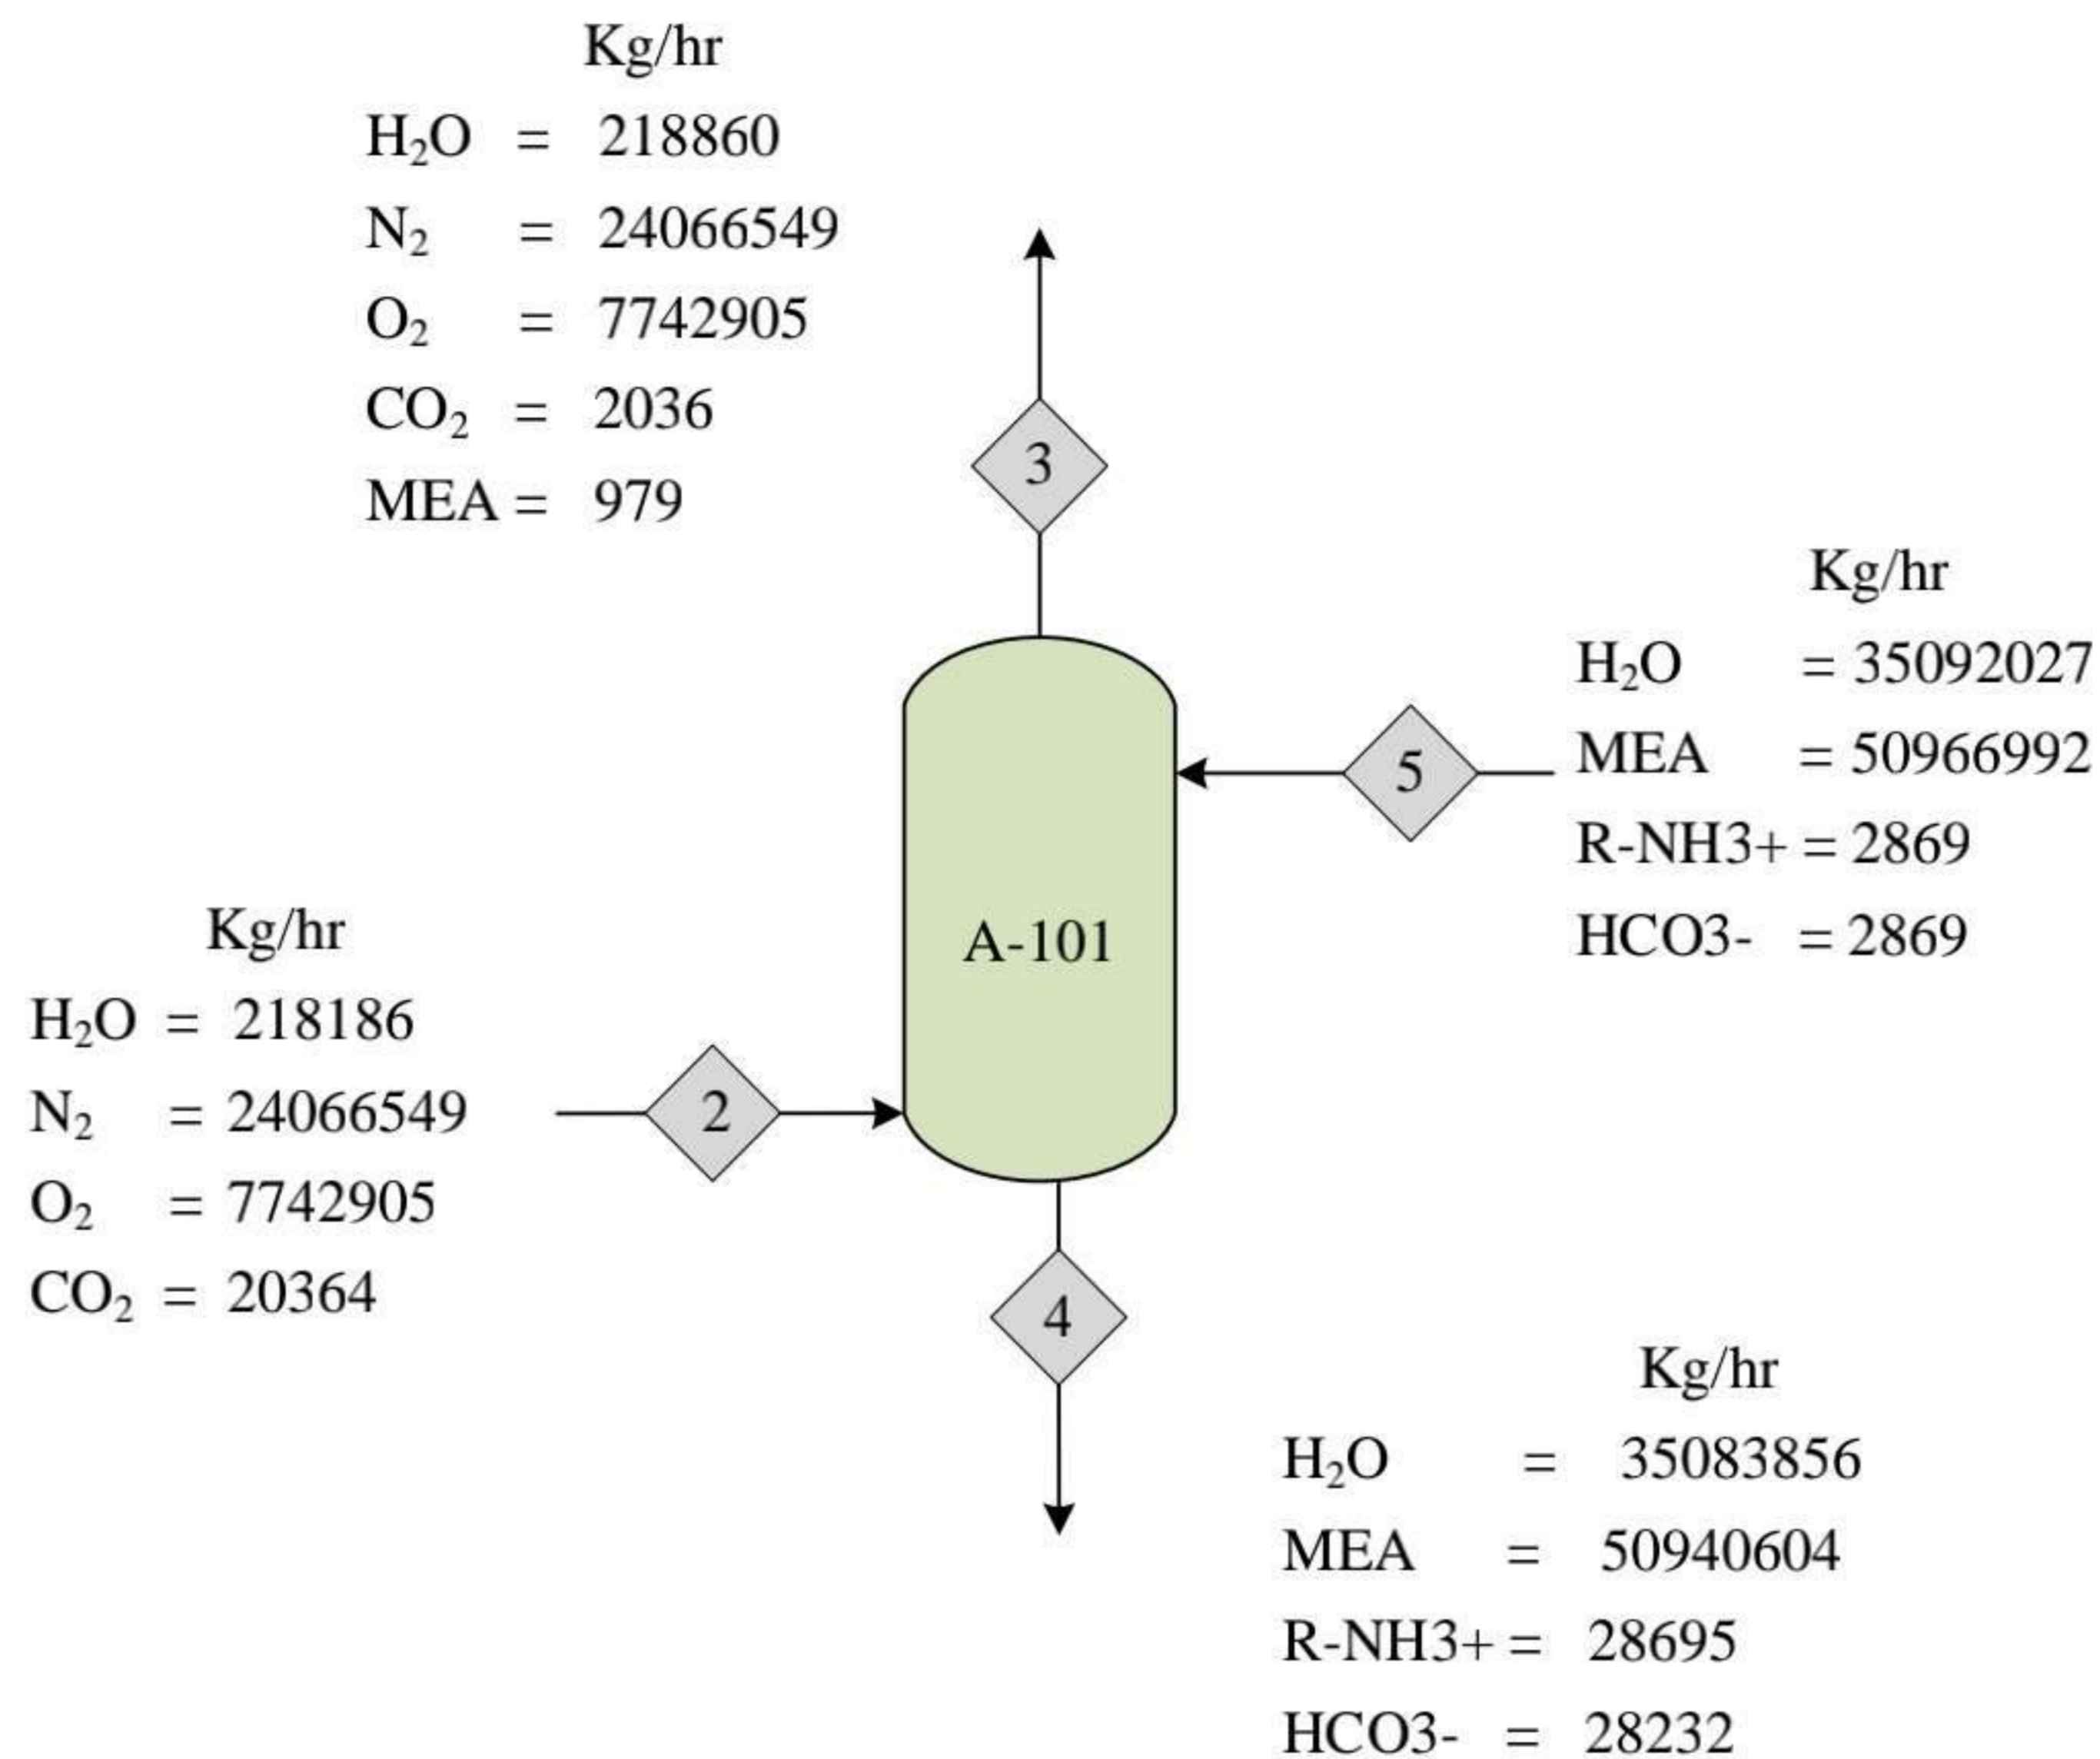 Kg/hr
H₂O = 218860
N₂ = 24066549
O₂ = 7742905
CO₂ = 2036
MEA = 979
3
Kg/hr
H₂O = 35092027
MEA = 50966992
R-NH3+ = 2869
HCO3- = 2869
5
A-101
Kg/hr
H₂O = 218186
N₂ = 24066549
O₂ = 7742905
CO₂ = 20364
2
4
Kg/hr
H₂O = 35083856
MEA = 50940604
R-NH3+ = 28695
HCO3- = 28232